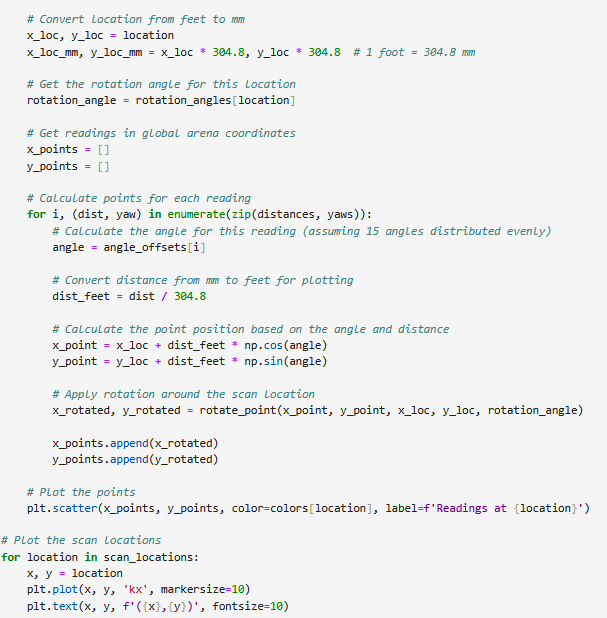 # Convert location from feet to mm
x_loc, y_loc = location
x_loc_mm, y_loc_mm = x_loc * 304.8, y_loc * 304.8  # 1 foot = 304.8 mm
# Get the rotation angle for this location
rotation_angle = rotation_angles[location]
# Get readings in global arena coordinates
x_points = []
y_points = []
# Calculate points for each reading
for i, (dist, yaw) in enumerate(zip(distances, yaws)):
# Calculate the angle for this reading (assuming 15 angles distributed evenly)
angle = angle_offsets[i]
# Convert distance from mm to feet for plotting
dist_feet = dist / 304.8
# Calculate the point position based on the angle and distance
x_point = x_loc + dist_feet * np.cos(angle)
y_point = y_loc + dist_feet * np.sin(angle)
# Apply rotation around the scan location
x_rotated, y_rotated = rotate_point(x_point, y_point, x_loc, y_loc, rotation_angle)
x_points.append(x_rotated)
y_points.append(y_rotated)
# Plot the points
plt.scatter(x_points, y_points, color=colors[location], label=f'Readings at {location}')
# Plot the scan locations
for location in scan_locations:
x, y = location
plt.plot(x, y, 'kx', markersize=10)
plt.text(x, y, f'({x},{y})', fontsize=10)